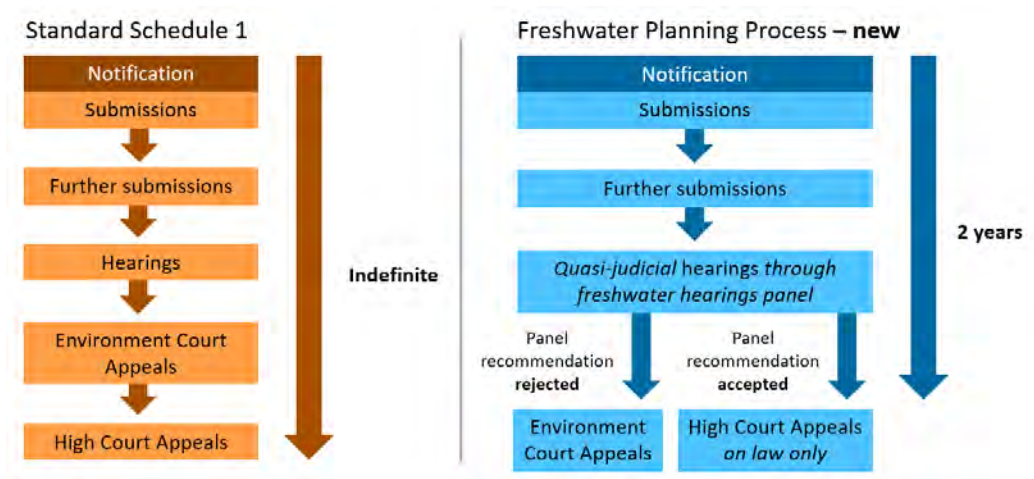 Standard Schedule 1
Notification
Submissions
Further submissions
Hearings
Environment Court
Appeals
High Court Appeals
Indefinite
Freshwater Planning Process – new
Notification
Submissions
Further submissions
Quasi-judicial hearings through
freshwater hearings panel
Panel
recommendation
rejected
Panel
recommendation
accepted
Environment
Court Appeals
High Court Appeals
on law only
2 years